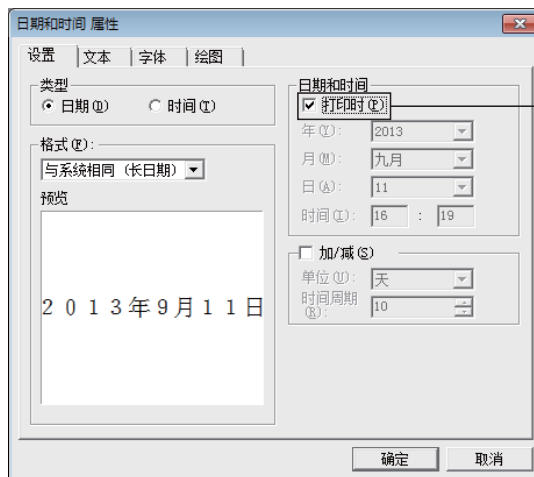 日期和时间 属性
设置 文本 字体 绘图
类型
日期(D) 时间(T)
格式(F):
与系统相同 (长日期)
预览
2013年9月11日
日期和时间
打印时(P)
年(Y): 2013
月(M): 九月
日(A): 11
时间(I): 16 : 19
加/减(S)
单位(U): 天
时间周期(R): 10
确定 取消